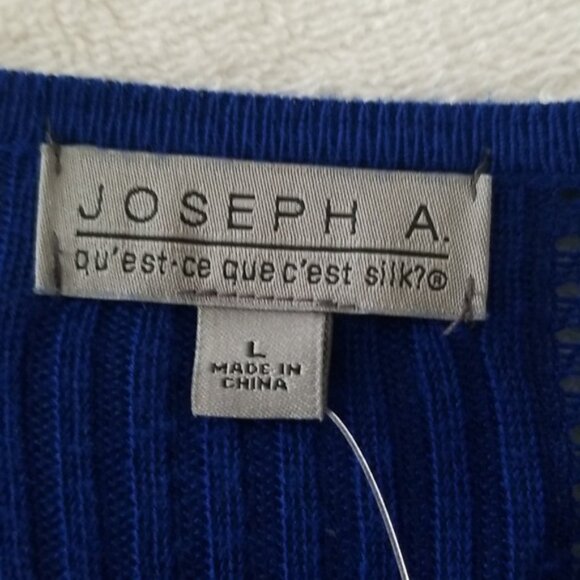 JOSEPH A.
qu'est-ce que c'est silk?®
L
MADE IN
CHINA